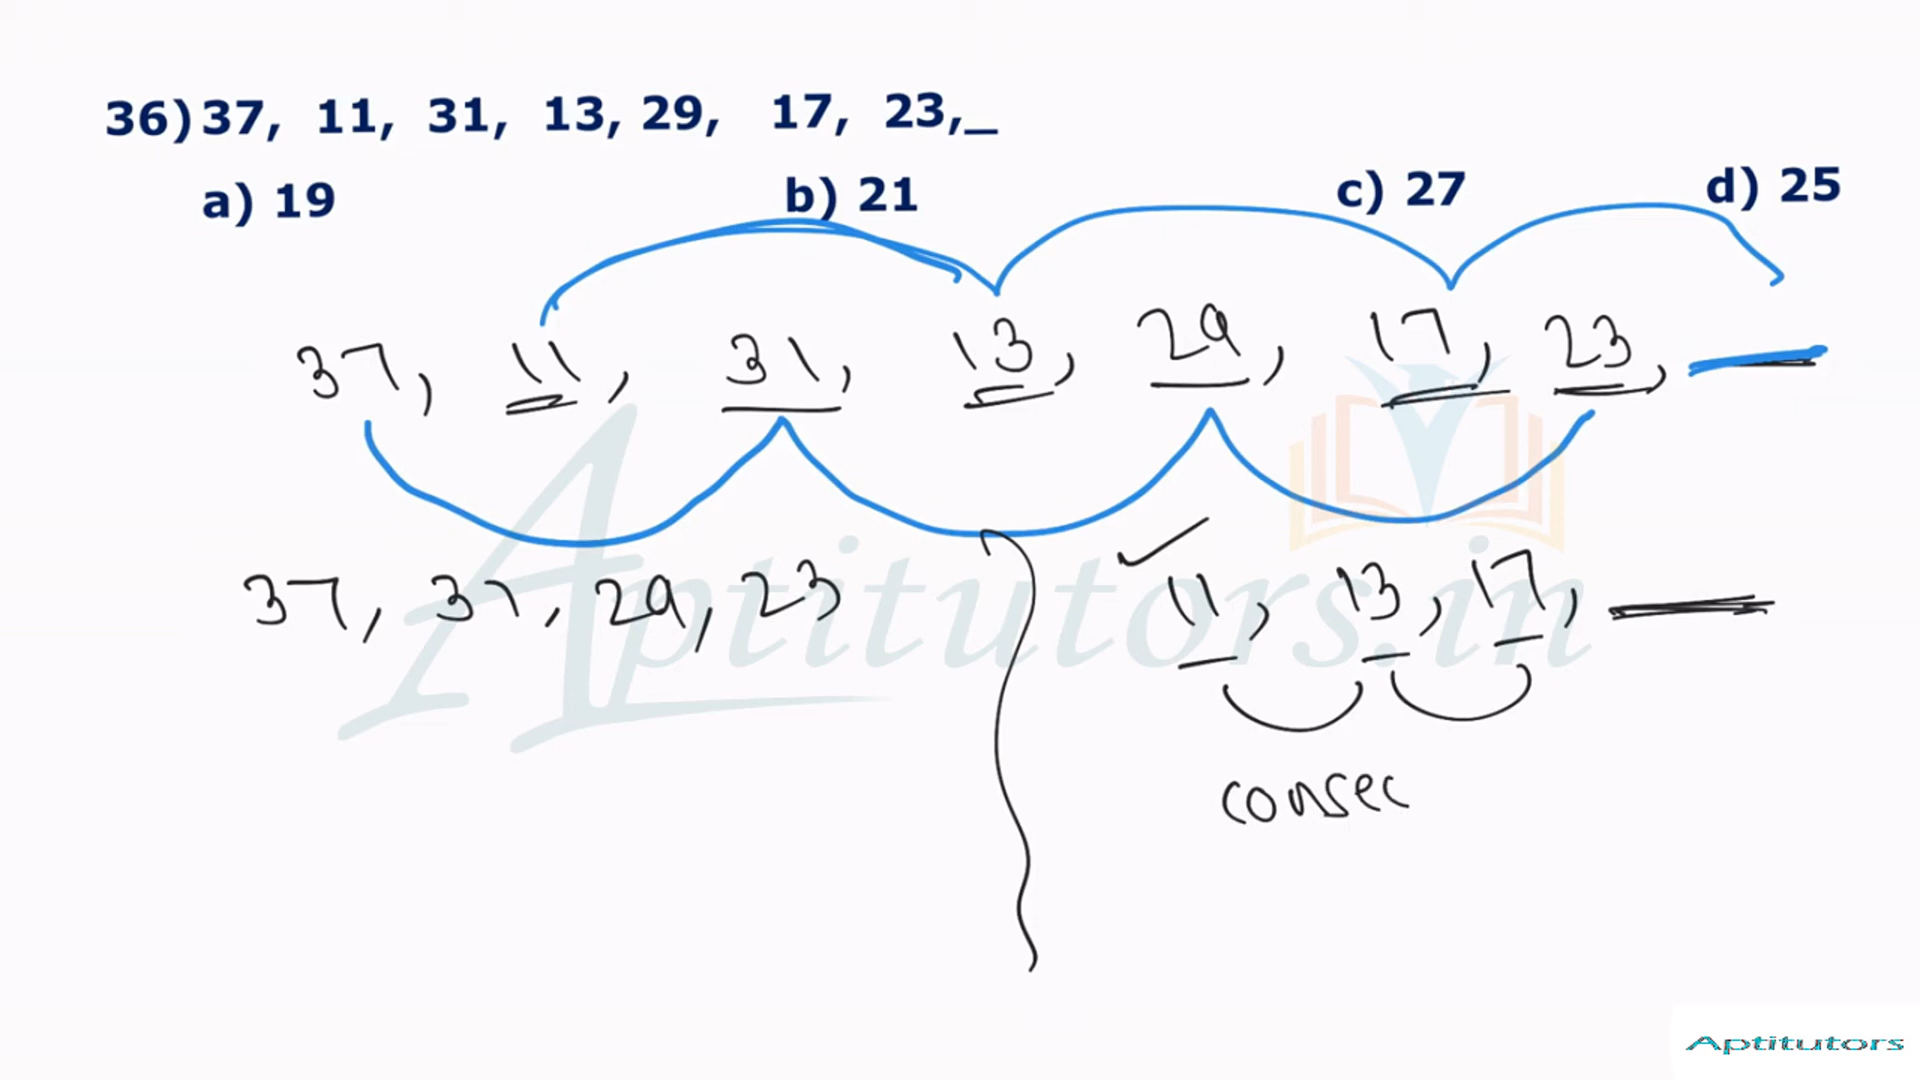 36) 37, 11, 31, 13, 29, 17, 23,_
a) 19 b) 21 c) 27 d) 25
37, 11, 31, 13, 29, 17, 23,
37, 31, 29, 23 11, 13, 17,
consec
Aptitutors.in
Aptitutors